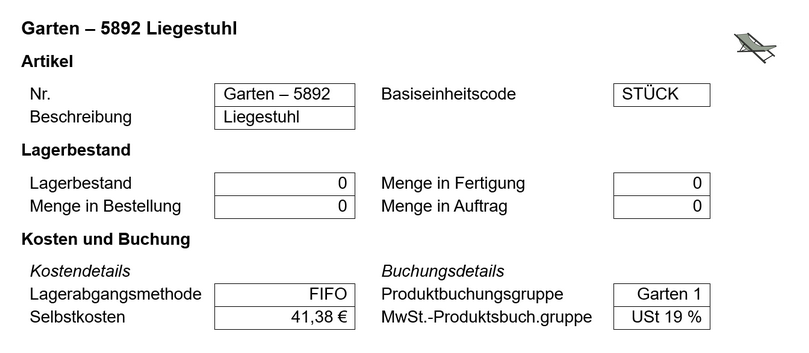 Garten – 5892 Liegestuhl
Artikel
Nr. Garten – 5892 Basiseinheitscode STÜCK
Beschreibung Liegestuhl
Lagerbestand
Lagerbestand 0 Menge in Fertigung 0
Menge in Bestellung 0 Menge in Auftrag 0
Kosten und Buchung
Kostendetails Buchungsdetails
Lagerabgangsmethode FIFO Produktbuchungsgruppe Garten 1
Selbstkosten 41,38 € MwSt.-Produktsbuch.gruppe USt 19 %